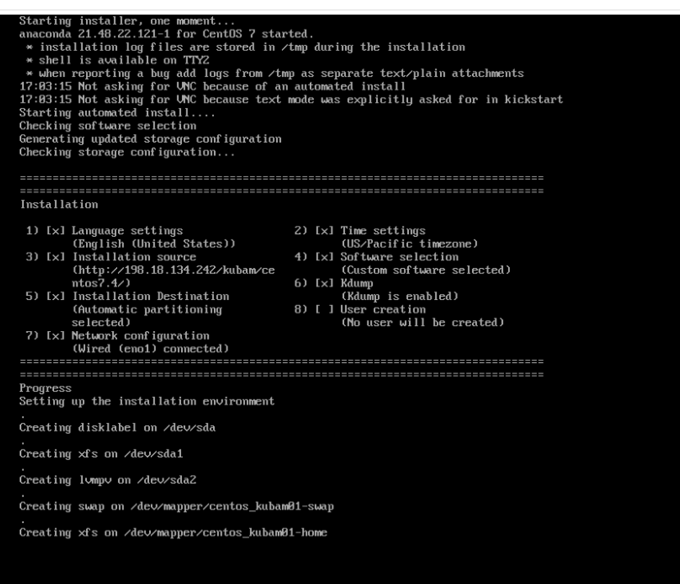 Starting installer, one moment...
anaconda 21.48.22.121-1 for CentOS 7 started.
* installation log files are stored in /tmp during the installation
* shell is available on TTY2
* when reporting a bug add logs from /tmp as separate text/plain attachments
17:03:15 Not asking for VNC because of an automated install
17:03:15 Not asking for VNC because text mode was explicitly asked for in kickstart
Starting automated install....
Checking software selection
Generating updated storage configuration
Checking storage configuration...
================================================================================
================================================================================
Installation
1) [x] Language settings 2) [x] Time settings
(English (United States)) (US/Pacific timezone)
3) [x] Installation source 4) [x] Software selection
(http://198.18.134.242/kubam/ce (Custom software selected)
ntos7.4/) 6) [x] Kdump
5) [x] Installation Destination (Kdump is enabled)
(Automatic partitioning 8) [ ] User creation
selected) (No user will be created)
7) [x] Network configuration
(Wired (eno1) connected)
================================================================================
================================================================================
Progress
Setting up the installation environment
.
Creating disklabel on /dev/sda
.
Creating xfs on /dev/sda1
.
Creating lvmpv on /dev/sda2
.
Creating swap on /dev/mapper/centos_kubam01-swap
.
Creating xfs on /dev/mapper/centos_kubam01-home